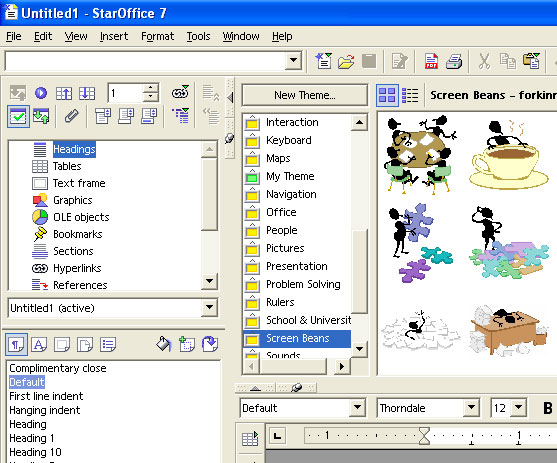 Untitled1 - StarOffice 7
File Edit View Insert Format Tools Window Help
1
New Theme...
Screen Beans - forkinr
Headings
Tables
Text frame
Graphics
OLE objects
Bookmarks
Sections
Hyperlinks
References
Untitled1 (active)
Interaction
Keyboard
Maps
My Theme
Navigation
Office
People
Pictures
Presentation
Problem Solving
Rulers
School & Universit
Screen Beans
Sounds
Complimentary close
Default
First line indent
Hanging indent
Heading
Heading 1
Heading 10
Default Thorndale 12 B
1 1